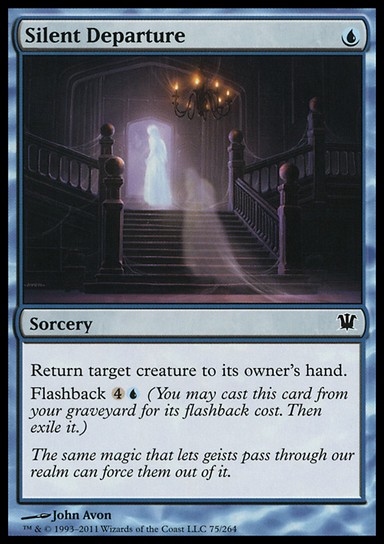 Silent Departure
Sorcery
Return target creature to its owner's hand.
Flashback 4 (You may cast this card from
your graveyard for its flashback cost. Then
exile it.)
The same magic that lets geists pass through our
realm can force them out of it.
John Avon
™ & © 1993–2011 Wizards of the Coast LLC 75/264